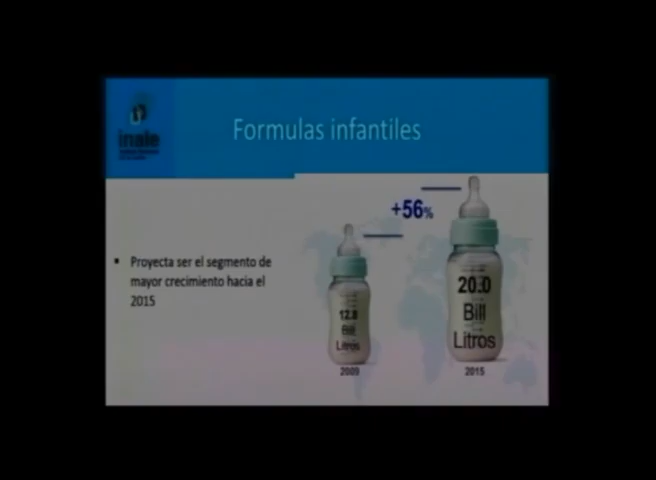 inale
Formulas infantiles
+56%
▪ Proyecta ser el segmento de
mayor crecimiento hacia el
2015
12.8
Bill
Litros
2009
20.0
Bill
Litros
2015